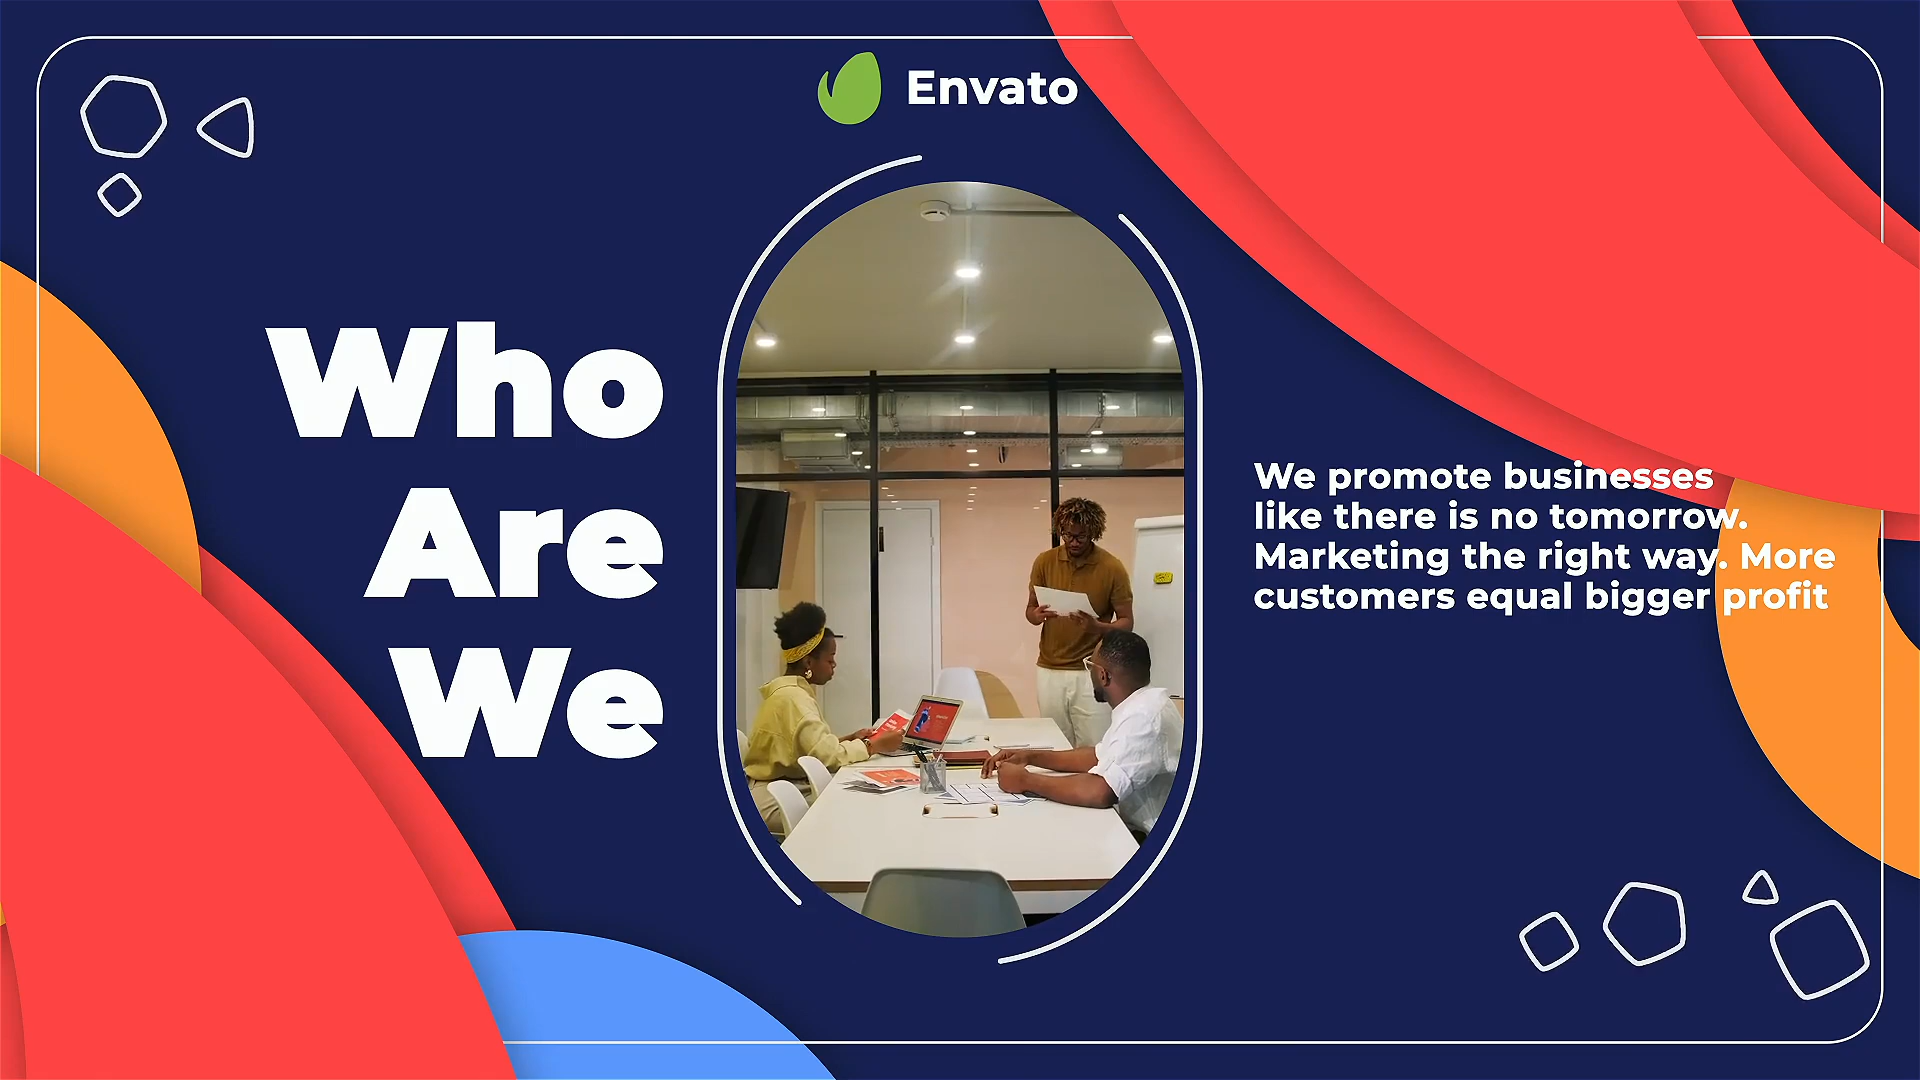 Envato
Who
Are
We
We promote businesses
like there is no tomorrow.
Marketing the right way. More
customers equal bigger profit